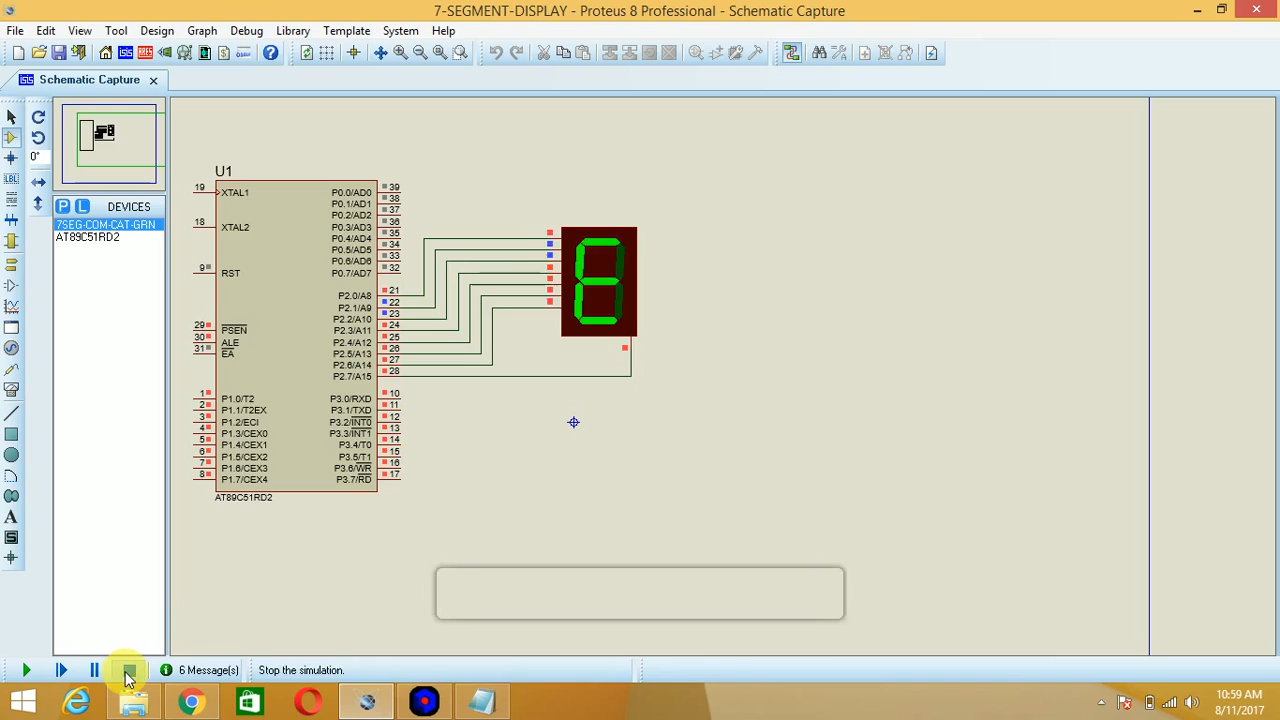 7-SEGMENT-DISPLAY - Proteus 8 Professional - Schematic Capture
File Edit View Tool Design Graph Debug Library Template System Help
Schematic Capture
0°
LBL
P L DEVICES
7SEG-COM-CAT-GRN
AT89C51RD2
U1
19 XTAL1 P0.0/AD0 39
P0.1/AD1 38
P0.2/AD2 37
18 XTAL2 P0.3/AD3 36
P0.4/AD4 35
P0.5/AD5 34
P0.6/AD6 33
9 RST P0.7/AD7 32
P2.0/A8 21
P2.1/A9 22
P2.2/A10 23
29 PSEN P2.3/A11 24
30 ALE P2.4/A12 25
31 EA P2.5/A13 26
P2.6/A14 27
P2.7/A15 28
1 P1.0/T2 P3.0/RXD 10
2 P1.1/T2EX P3.1/TXD 11
3 P1.2/ECI P3.2/INT0 12
4 P1.3/CEX0 P3.3/INT1 13
5 P1.4/CEX1 P3.4/T0 14
6 P1.5/CEX2 P3.5/T1 15
7 P1.6/CEX3 P3.6/WR 16
8 P1.7/CEX4 P3.7/RD 17
AT89C51RD2
E
A
S
6 Message(s) Stop the simulation.
10:59 AM
8/11/2017